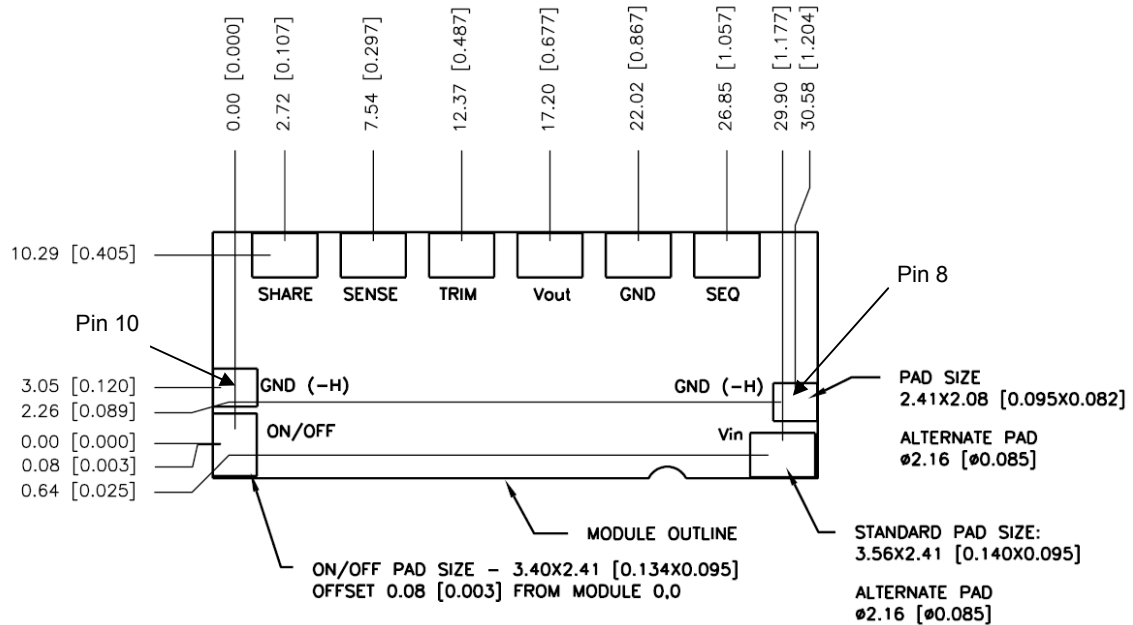 0.00 [0.000]
2.72 [0.107]
7.54 [0.297]
12.37 [0.487]
17.20 [0.677]
22.02 [0.867]
26.85 [1.057]
29.90 [1.177]
30.58 [1.204]
10.29 [0.405]
SHARE
SENSE
TRIM
Vout
GND
SEQ
Pin 8
Pin 10
3.05 [0.120]
GND (-H)
GND (-H)
2.26 [0.089]
PAD SIZE
2.41X2.08 [0.095X0.082]
0.00 [0.000]
ON/OFF
Vin
ALTERNATE PAD
ø2.16 [ø0.085]
0.08 [0.003]
0.64 [0.025]
MODULE OUTLINE
STANDARD PAD SIZE:
3.56X2.41 [0.140X0.095]
ON/OFF PAD SIZE - 3.40X2.41 [0.134X0.095]
OFFSET 0.08 [0.003] FROM MODULE 0,0
ALTERNATE PAD
ø2.16 [ø0.085]